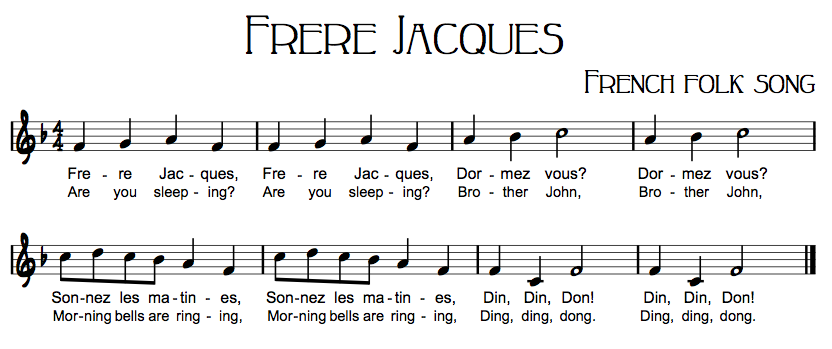 FRERE JACQUES
FRENCH FOLK SONG
4
4
Fre - re Jac - ques, Fre - re Jac - ques, Dor - mez vous? Dor - mez vous?
Are you sleep - ing? Are you sleep - ing? Bro - ther John, Bro - ther John,
Son-nez les ma - tin - es, Son-nez les ma - tin - es, Din, Din, Don! Din, Din, Don!
Mor-ning bells are ring - ing, Mor-ning bells are ring - ing, Ding, ding, dong. Ding, ding, dong.